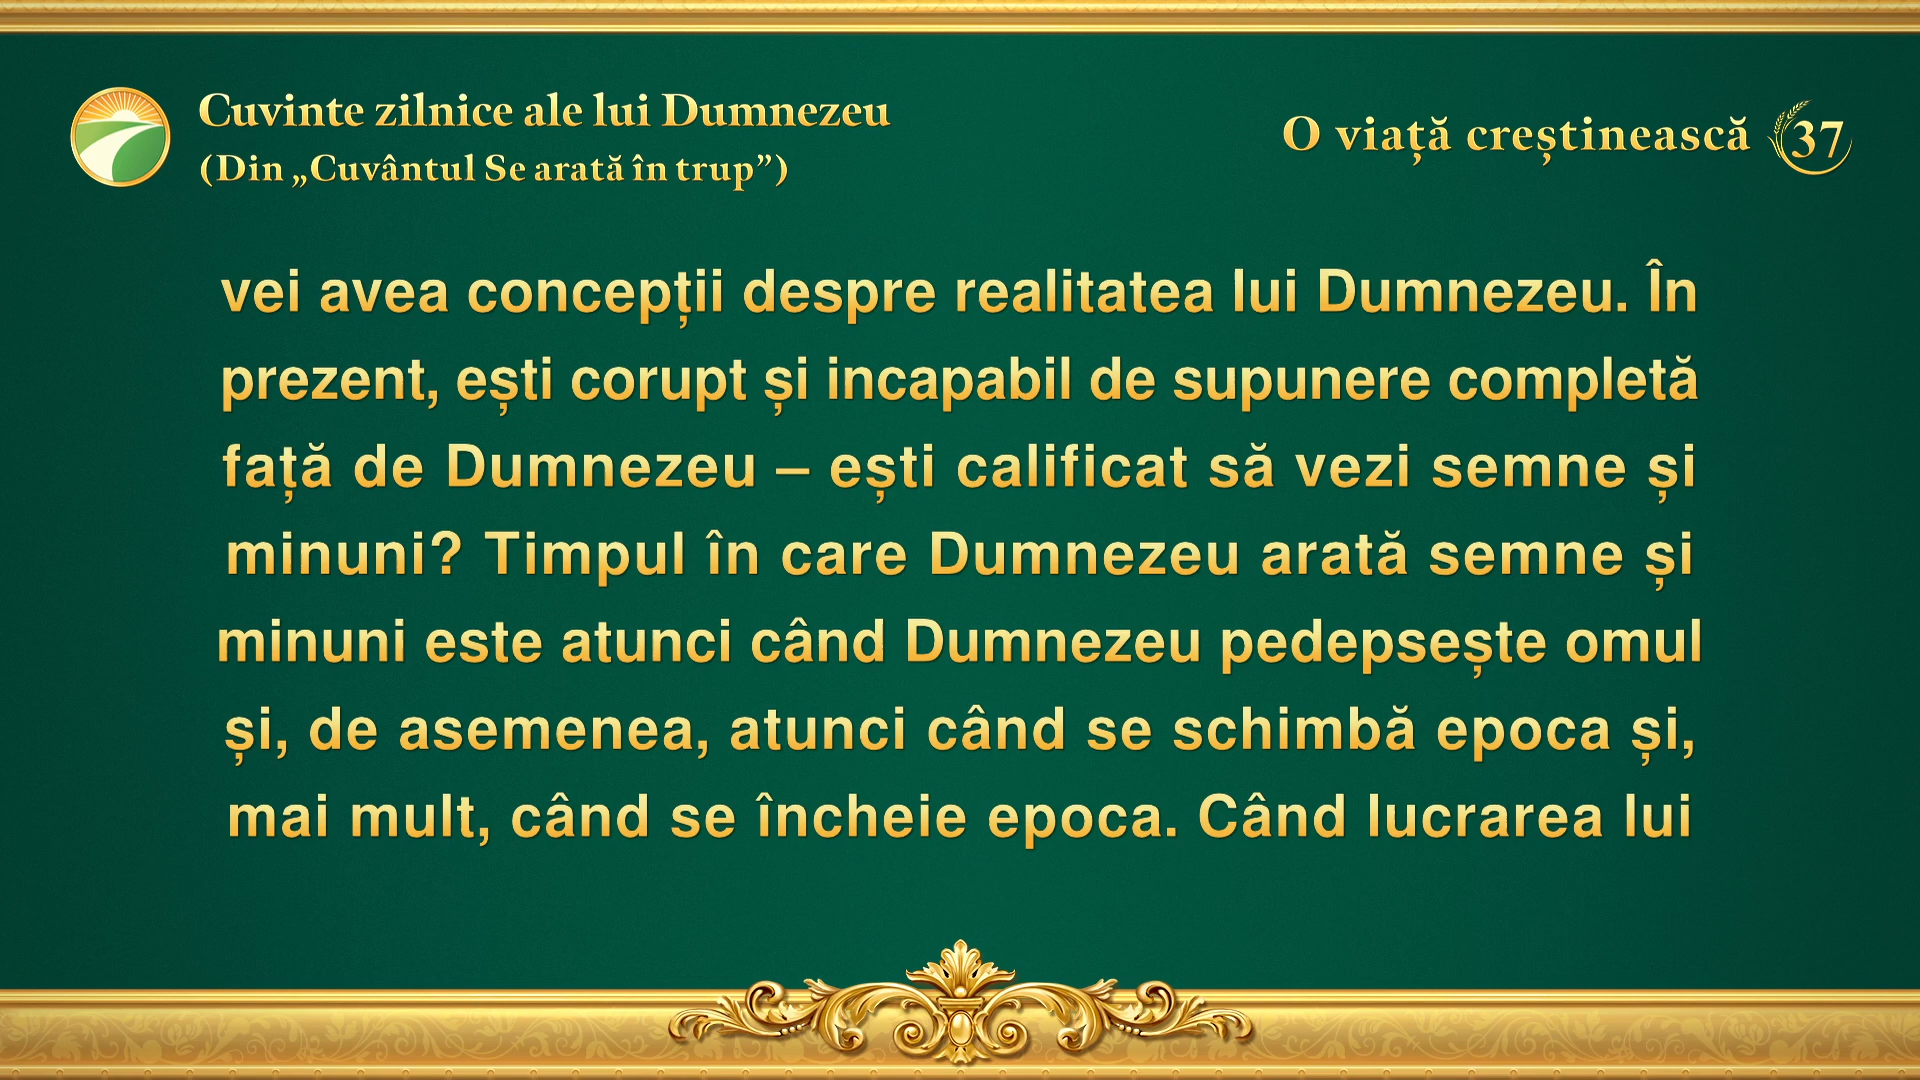 Cuvinte zilnice ale lui Dumnezeu
(Din „Cuvântul Se arată în trup”)
O viață creștinească 37
vei avea concepții despre realitatea lui Dumnezeu. În
prezent, ești corupt și incapabil de supunere completă
față de Dumnezeu – ești calificat să vezi semne și
minuni? Timpul în care Dumnezeu arată semne și
minuni este atunci când Dumnezeu pedepsește omul
și, de asemenea, atunci când se schimbă epoca și,
mai mult, când se încheie epoca. Când lucrarea lui